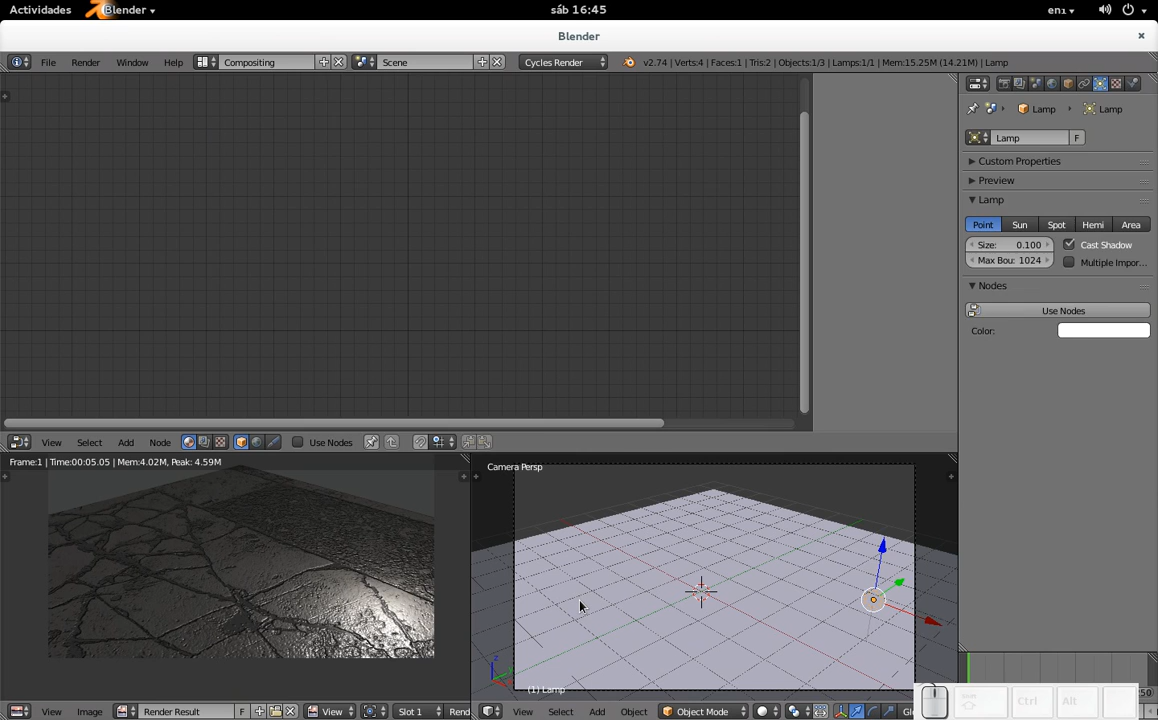 Actividades Blender sáb 16:45 en₁
Blender ×
File Render Window Help Compositing Scene Cycles Render v2.74 | Verts:4 | Faces:1 | Tris:2 | Objects:1/3 | Lamps:1/1 | Mem:15.25M (14.21M) | Lamp
Lamp Lamp
Lamp F
Custom Properties
Preview
Lamp
Point Sun Spot Hemi Area
Size: 0.100 Cast Shadow
Max Bou: 1024 Multiple Impor...
Nodes
Use Nodes
Color:
View Select Add Node Use Nodes
Frame:1 | Time:00:05.05 | Mem:4.02M, Peak: 4.59M
Camera Persp
(1) Lamp
View Image Render Result F View Slot 1 Rend
View Select Add Object Object Mode Gl
Ctrl Alt
250